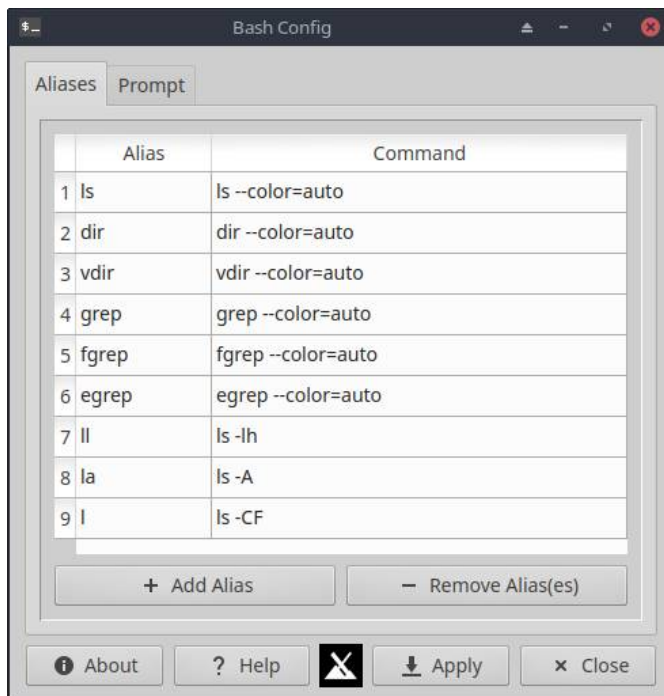 $_ Bash Config
Aliases Prompt
Alias Command
1 ls ls --color=auto
2 dir dir --color=auto
3 vdir vdir --color=auto
4 grep grep --color=auto
5 fgrep fgrep --color=auto
6 egrep egrep --color=auto
7 ll ls -lh
8 la ls -A
9 l ls -CF
+ Add Alias − Remove Alias(es)
About ? Help Apply × Close